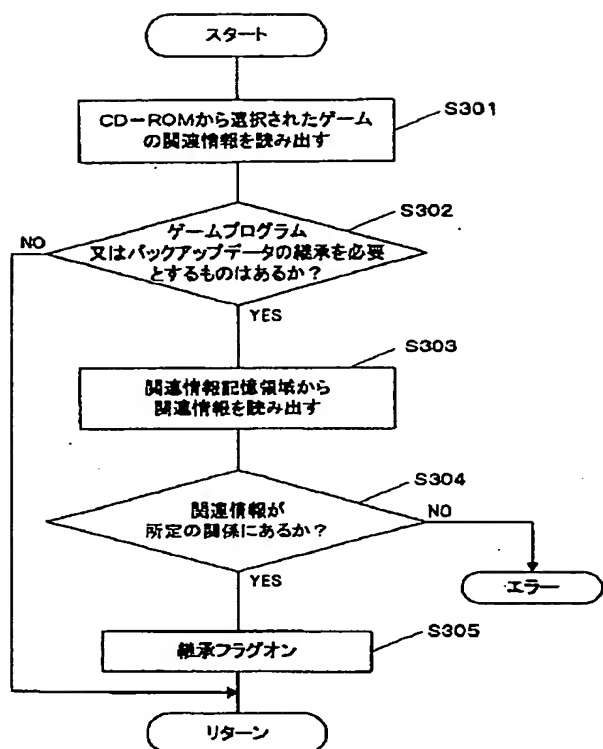 スタート
S301
CD-ROMから選択されたゲーム
の関連情報を読み出す
S302
NO
ゲームプログラム
又はバックアップデータの継承を必要
とするものはあるか？
YES
S303
関連情報記憶領域から
関連情報を読み出す
S304
関連情報が
所定の関係にあるか？
NO
YES
エラー
S305
継承フラグオン
リターン